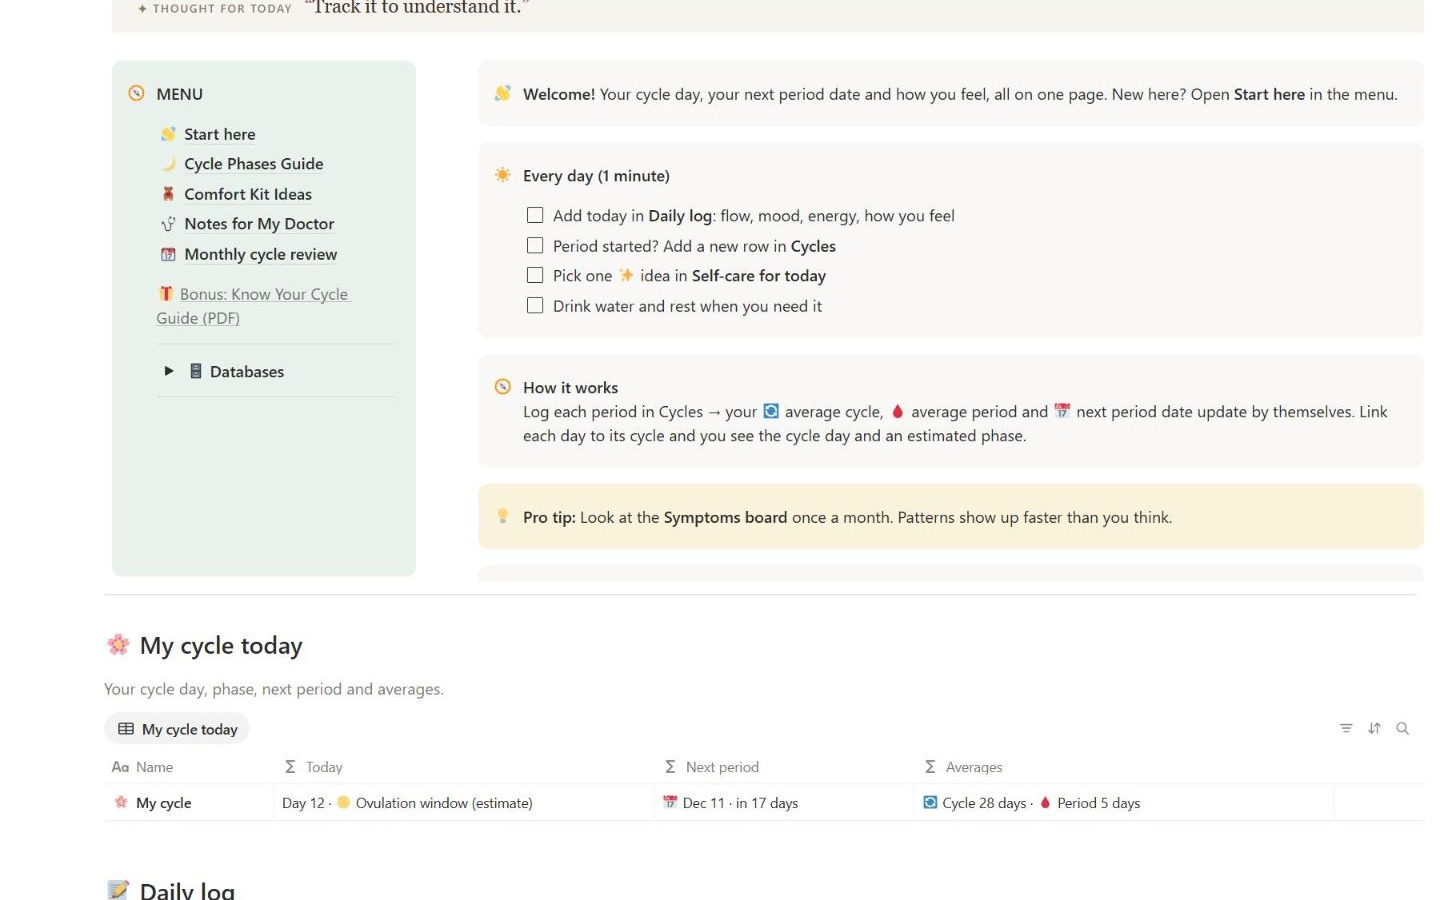 ✦ THOUGHT FOR TODAY “Track it to understand it.”
MENU
Start here
Cycle Phases Guide
Comfort Kit Ideas
Notes for My Doctor
Monthly cycle review
Bonus: Know Your Cycle
Guide (PDF)
Databases
Welcome! Your cycle day, your next period date and how you feel, all on one page. New here? Open Start here in the menu.
Every day (1 minute)
Add today in Daily log: flow, mood, energy, how you feel
Period started? Add a new row in Cycles
Pick one ✨ idea in Self-care for today
Drink water and rest when you need it
How it works
Log each period in Cycles → your 🔄 average cycle, 🩸 average period and 📅 next period date update by themselves. Link
each day to its cycle and you see the cycle day and an estimated phase.
Pro tip: Look at the Symptoms board once a month. Patterns show up faster than you think.
My cycle today
Your cycle day, phase, next period and averages.
My cycle today
Aa Name Σ Today Σ Next period Σ Averages
My cycle Day 12 · 🟡 Ovulation window (estimate) 📅 Dec 11 · in 17 days 🔄 Cycle 28 days · 🩸 Period 5 days
Daily log